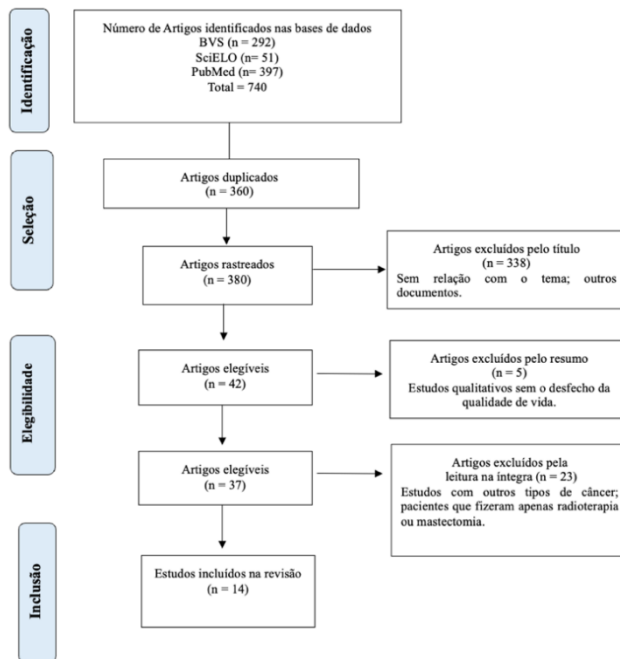 Identificação
Número de Artigos identificados nas bases de dados
BVS (n = 292)
SciELO (n= 51)
PubMed (n= 397)
Total = 740
Seleção
Artigos duplicados
(n = 360)
Artigos rastreados
(n = 380)
Artigos excluídos pelo título
(n = 338)
Sem relação com o tema; outros
documentos.
Elegibilidade
Artigos elegíveis
(n = 42)
Artigos excluídos pelo resumo
(n = 5)
Estudos qualitativos sem o desfecho da
qualidade de vida.
Artigos elegíveis
(n = 37)
Artigos excluídos pela
leitura na íntegra (n = 23)
Estudos com outros tipos de câncer;
pacientes que fizeram apenas radioterapia
ou mastectomia.
Inclusão
Estudos incluídos na revisão
(n = 14)